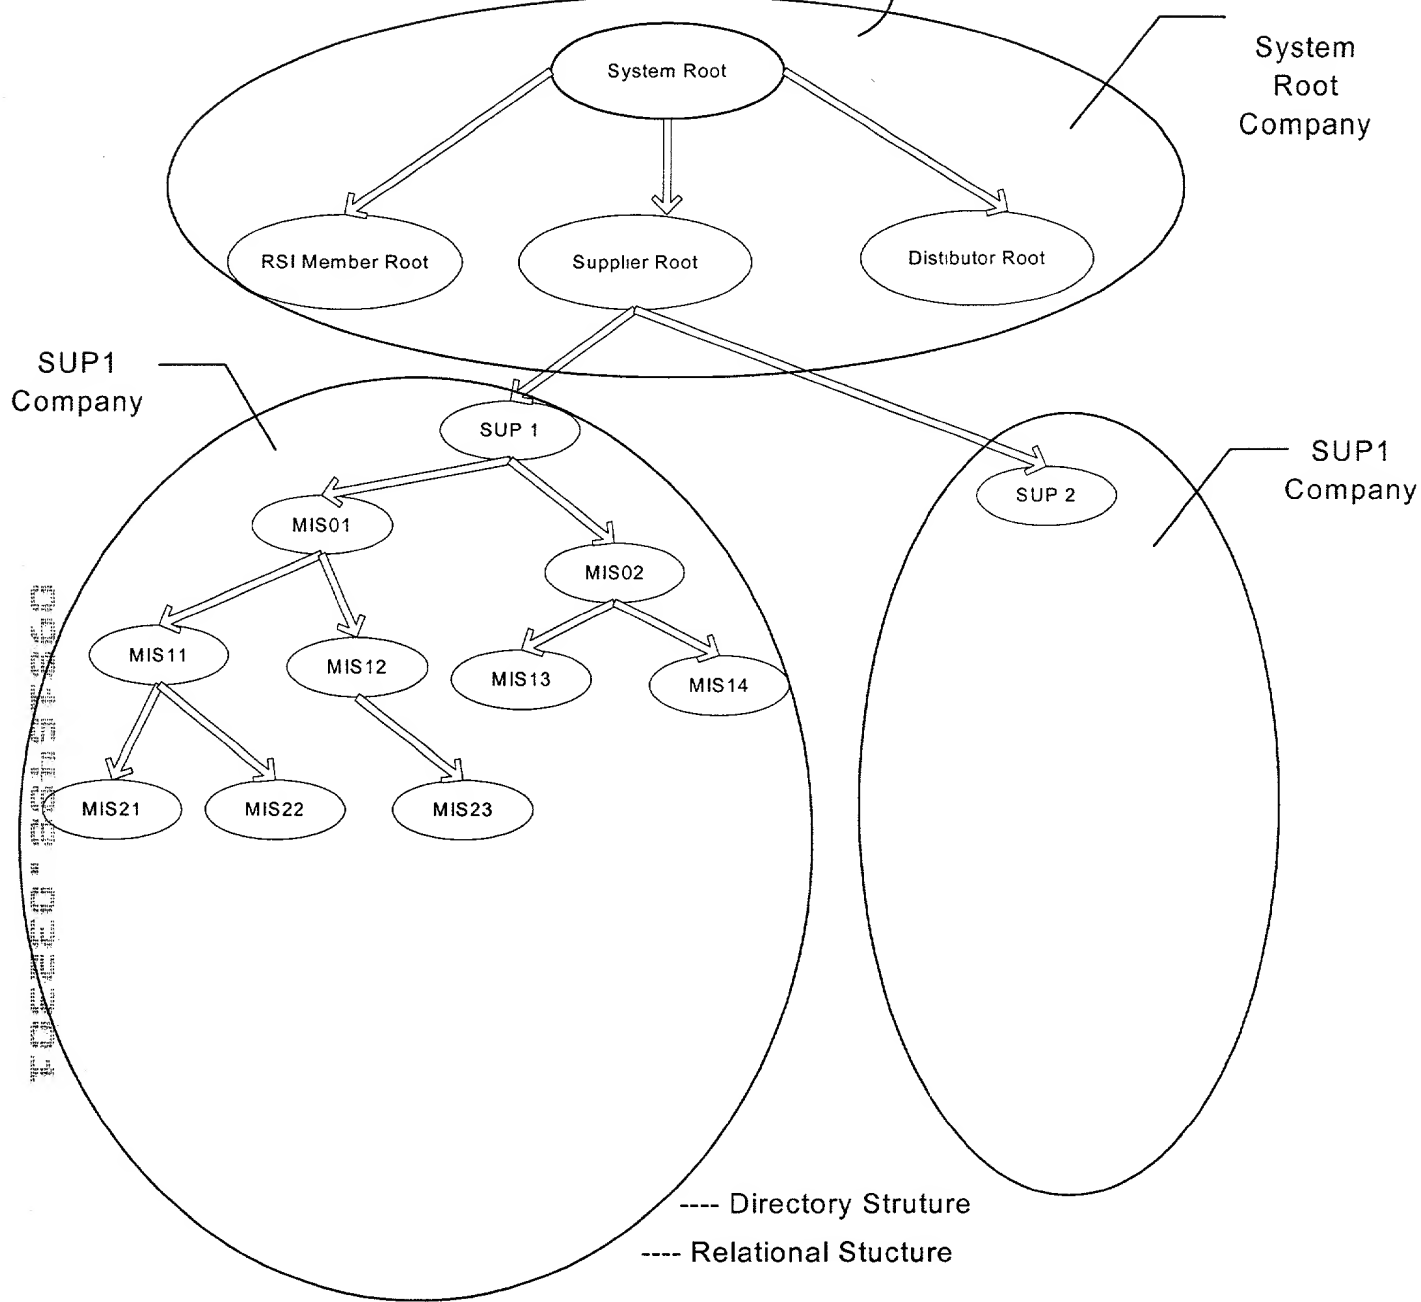 System Root
System
Root
Company
RSI Member Root
Supplier Root
Distibutor Root
SUP1
Company
SUP 1
SUP1
Company
SUP 2
MIS01
MIS02
MIS11
MIS12
MIS13
MIS14
MIS21
MIS22
MIS23
---- Directory Struture
---- Relational Stucture